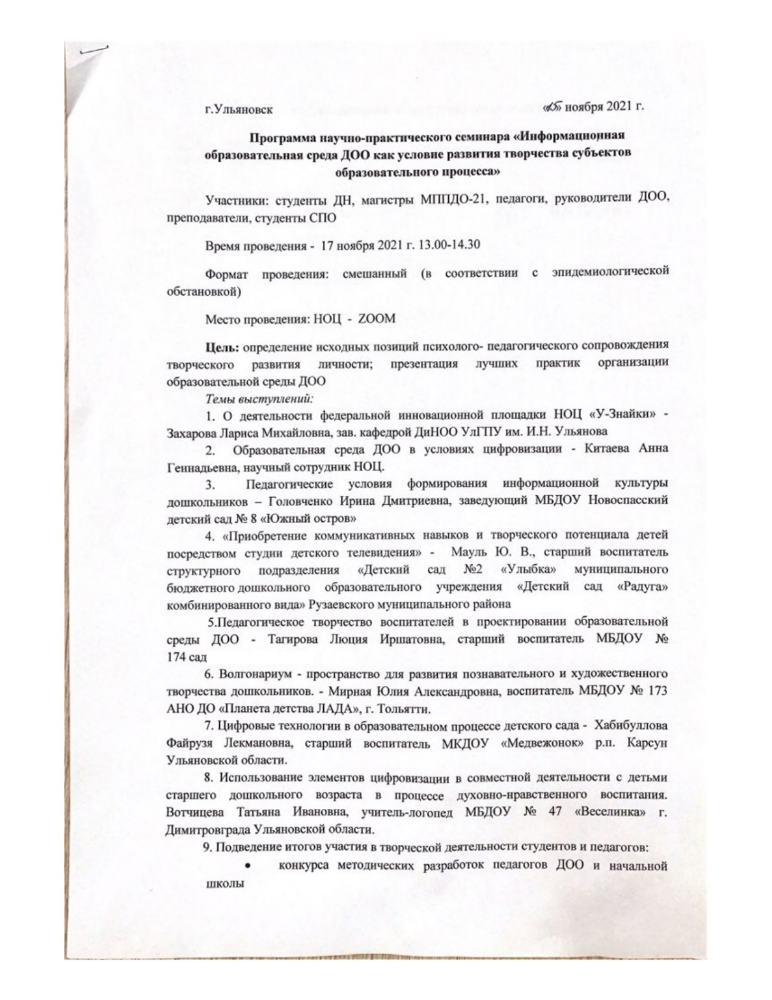 г.Ульяновск «15» ноября 2021 г.
Программа научно-практического семинара «Информационная
образовательная среда ДОО как условие развития творчества субъектов
образовательного процесса»
Участники: студенты ДН, магистры МППДО-21, педагоги, руководители ДОО,
преподаватели, студенты СПО
Время проведения - 17 ноября 2021 г. 13.00-14.30
Формат проведения: смешанный (в соответствии с эпидемиологической
обстановкой)
Место проведения: НОЦ - ZOOM
Цель: определение исходных позиций психолого- педагогического сопровождения
творческого развития личности; презентация лучших практик организации
образовательной среды ДОО
Темы выступлений:
1. О деятельности федеральной инновационной площадки НОЦ «У-Знайки» -
Захарова Лариса Михайловна, зав. кафедрой ДиНОО УлГПУ им. И.Н. Ульянова
2. Образовательная среда ДОО в условиях цифровизации - Китаева Анна
Геннадьевна, научный сотрудник НОЦ.
3. Педагогические условия формирования информационной культуры
дошкольников – Головченко Ирина Дмитриевна, заведующий МБДОУ Новоспасский
детский сад № 8 «Южный остров»
4. «Приобретение коммуникативных навыков и творческого потенциала детей
посредством студии детского телевидения» - Мауль Ю. В., старший воспитатель
структурного подразделения «Детский сад №2 «Улыбка» муниципального
бюджетного дошкольного образовательного учреждения «Детский сад «Радуга»
комбинированного вида» Рузаевского муниципального района
5.Педагогическое творчество воспитателей в проектировании образовательной
среды ДОО - Тагирова Люция Иршатовна, старший воспитатель МБДОУ №
174 сад
6. Волгонариум - пространство для развития познавательного и художественного
творчества дошкольников. - Мирная Юлия Александровна, воспитатель МБДОУ № 173
АНО ДО «Планета детства ЛАДА», г. Тольятти.
7. Цифровые технологии в образовательном процессе детского сада - Хабибуллова
Файрузя Лекмановна, старший воспитатель МКДОУ «Медвежонок» р.п. Карсун
Ульяновской области.
8. Использование элементов цифровизации в совместной деятельности с детьми
старшего дошкольного возраста в процессе духовно-нравственного воспитания.
Вотчицева Татьяна Ивановна, учитель-логопед МБДОУ № 47 «Веселинка» г.
Димитровграда Ульяновской области.
9. Подведение итогов участия в творческой деятельности студентов и педагогов:
• конкурса методических разработок педагогов ДОО и начальной
школы